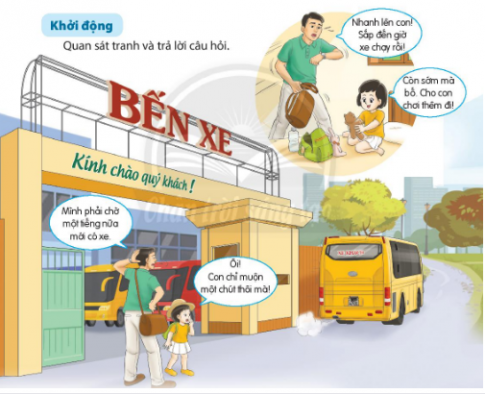 Khởi động
Quan sát tranh và trả lời câu hỏi.
Nhanh lên con!
Sắp đến giờ
xe chạy rồi!
Còn sớm mà
bố. Cho con
chơi thêm đi!
BẾN XE
Kính chào quý khách!
Mình phải chờ
một tiếng nữa
mới có xe.
Ôi!
Con chỉ muộn
một chút thôi mà!